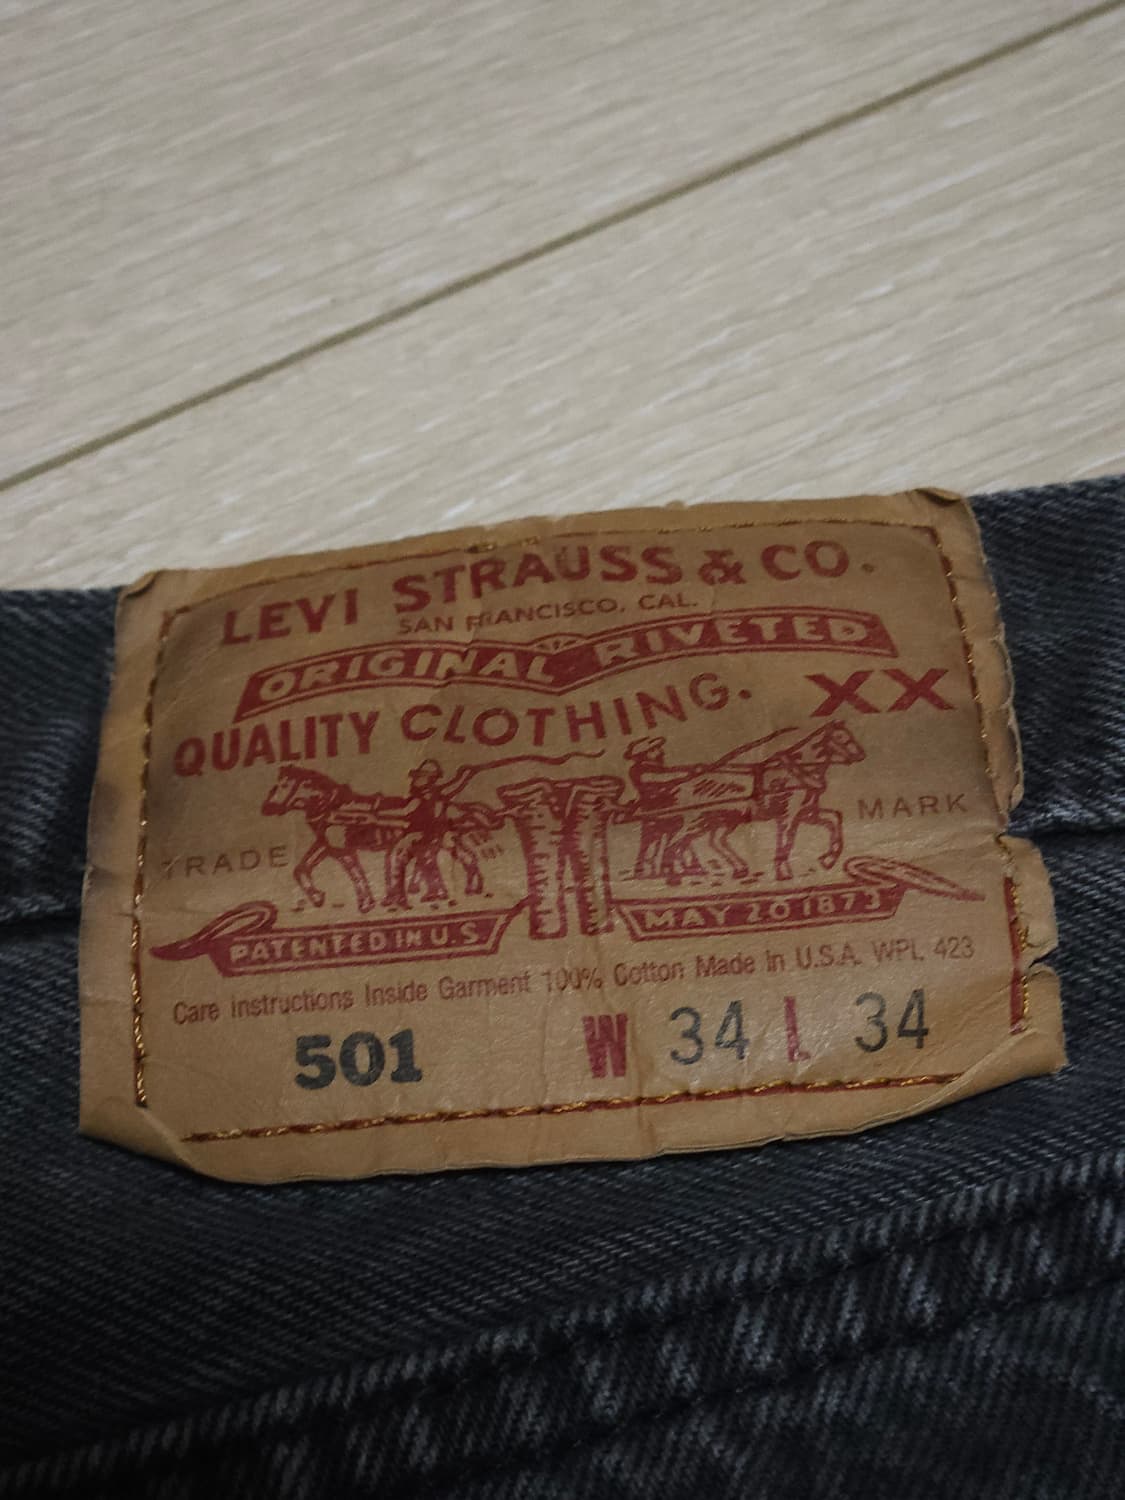 LEVI STRAUSS & CO.
SAN FRANCISCO, CAL.
ORIGINAL RIVETED
QUALITY CLOTHING. XX
TRADE MARK
PATENTED IN U.S MAY 20 1873
Care Instructions Inside Garment 100% Cotton Made In U.S.A. WPL 423
501 W 34 L 34